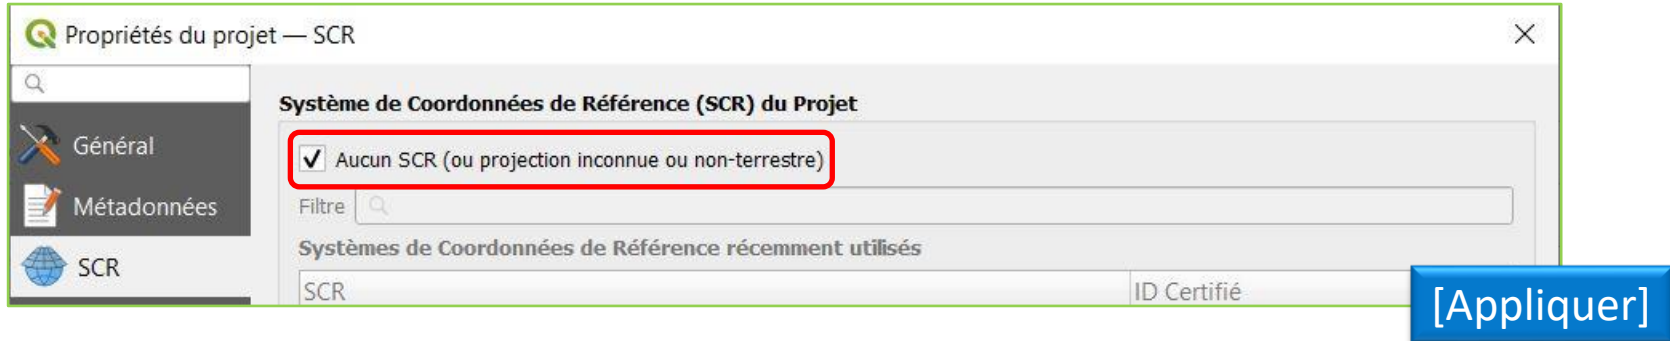 Propriétés du projet — SCR
Système de Coordonnées de Référence (SCR) du Projet
Général
Aucun SCR (ou projection inconnue ou non-terrestre)
Métadonnées
Filtre
Systèmes de Coordonnées de Référence récemment utilisés
SCR
SCR
ID Certifié
[Appliquer]